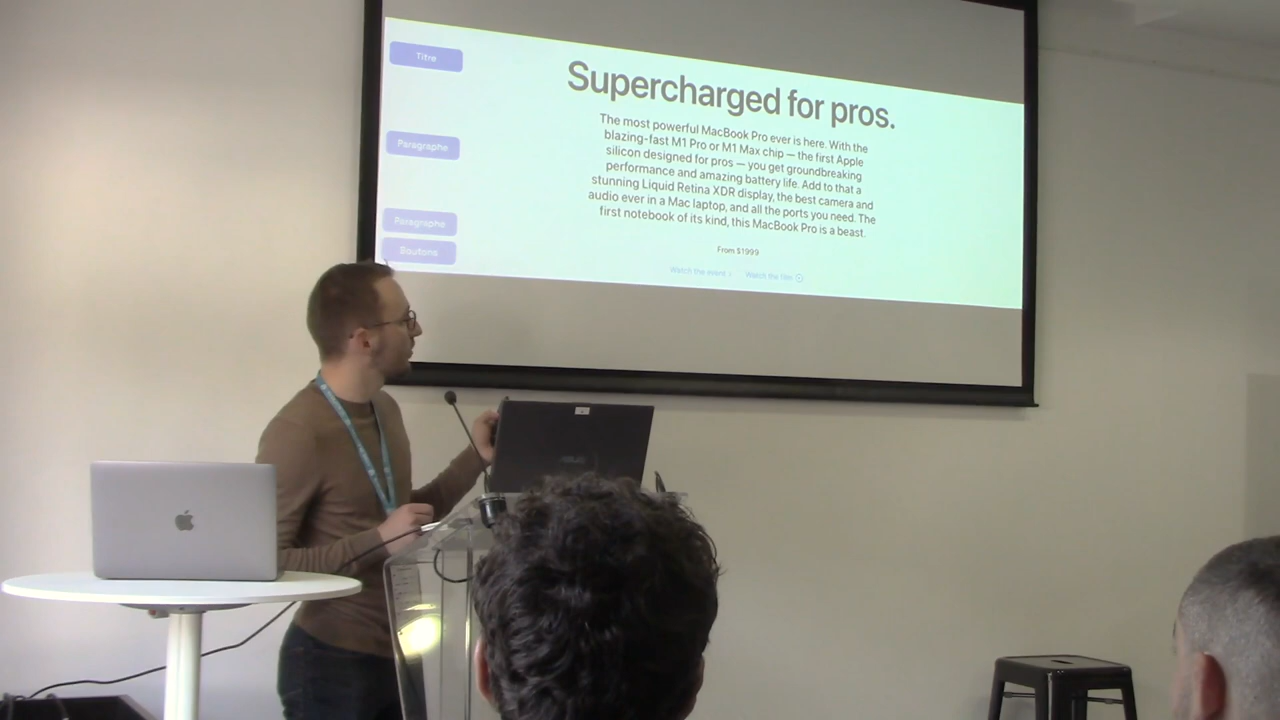 Titre
Supercharged for pros.
Paragraphe
The most powerful MacBook Pro ever is here. With the
blazing-fast M1 Pro or M1 Max chip — the first Apple
silicon designed for pros — you get groundbreaking
performance and amazing battery life. Add to that a
stunning Liquid Retina XDR display, the best camera and
audio ever in a Mac laptop, and all the ports you need. The
first notebook of its kind, this MacBook Pro is a beast.
Paragraphe
From $1999
Boutons
Watch the event ›
Watch the film
ASUS